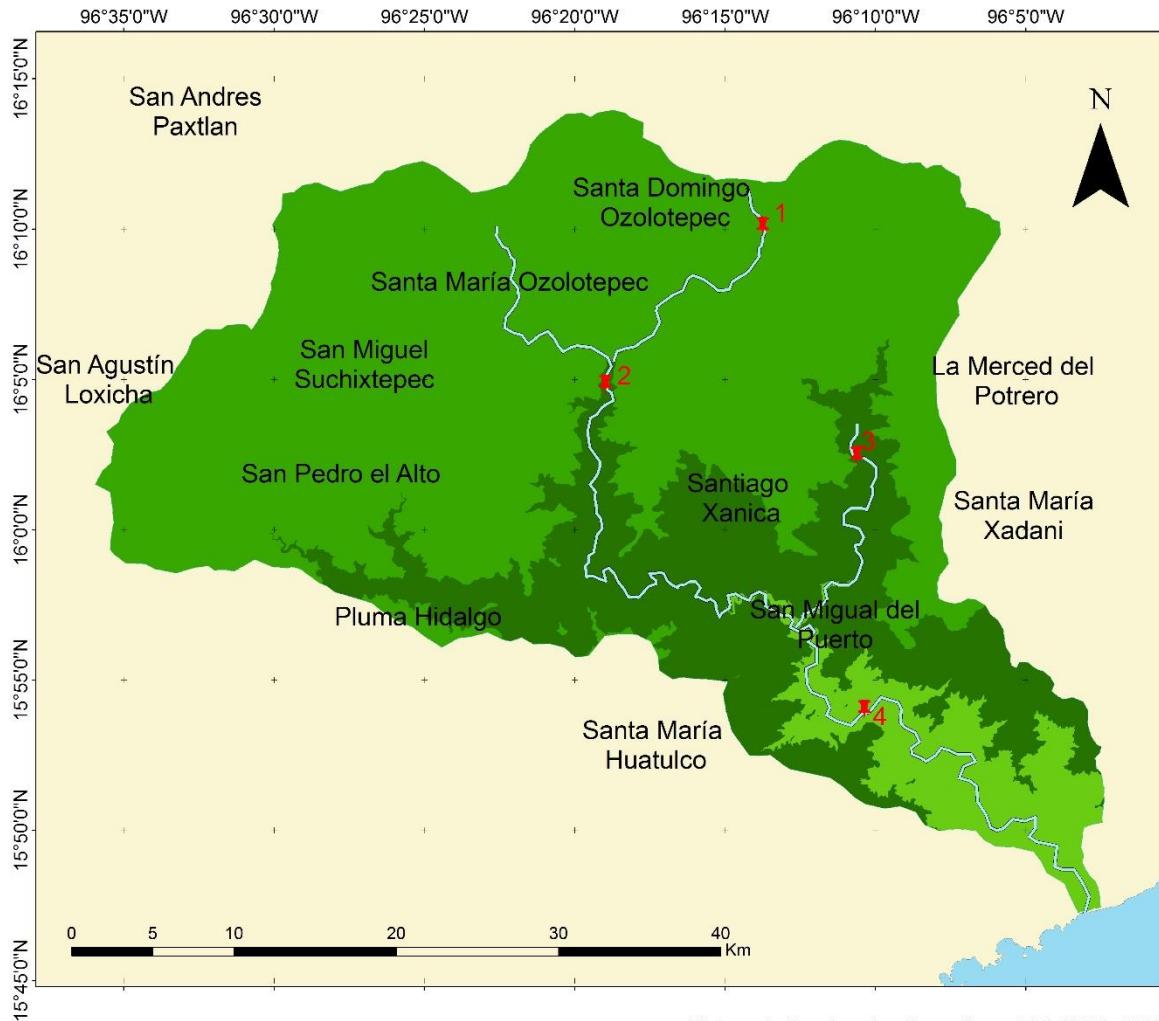 96°35'0"W 96°30'0"W 96°25'0"W 96°20'0"W 96°15'0"W 96°10'0"W 96°5'0"W
16°15'0"N
San Andres
Paxtlan
N
Santa Domingo
Ozolotepec
1
16°10'0"N
Santa María Ozolotepec
San Miguel
Suchixtepec
2
La Merced del
Potrero
San Agustín
Loxicha
16°5'0"N
3
San Pedro el Alto
Santiago
Xanica
Santa María
Xadani
16°0'0"N
Pluma Hidalgo
San Migual del
Puerto
15°55'0"N
4
Santa María
Huatulco
15°50'0"N
0 5 10 20 30 40
Km
15°45'0"N